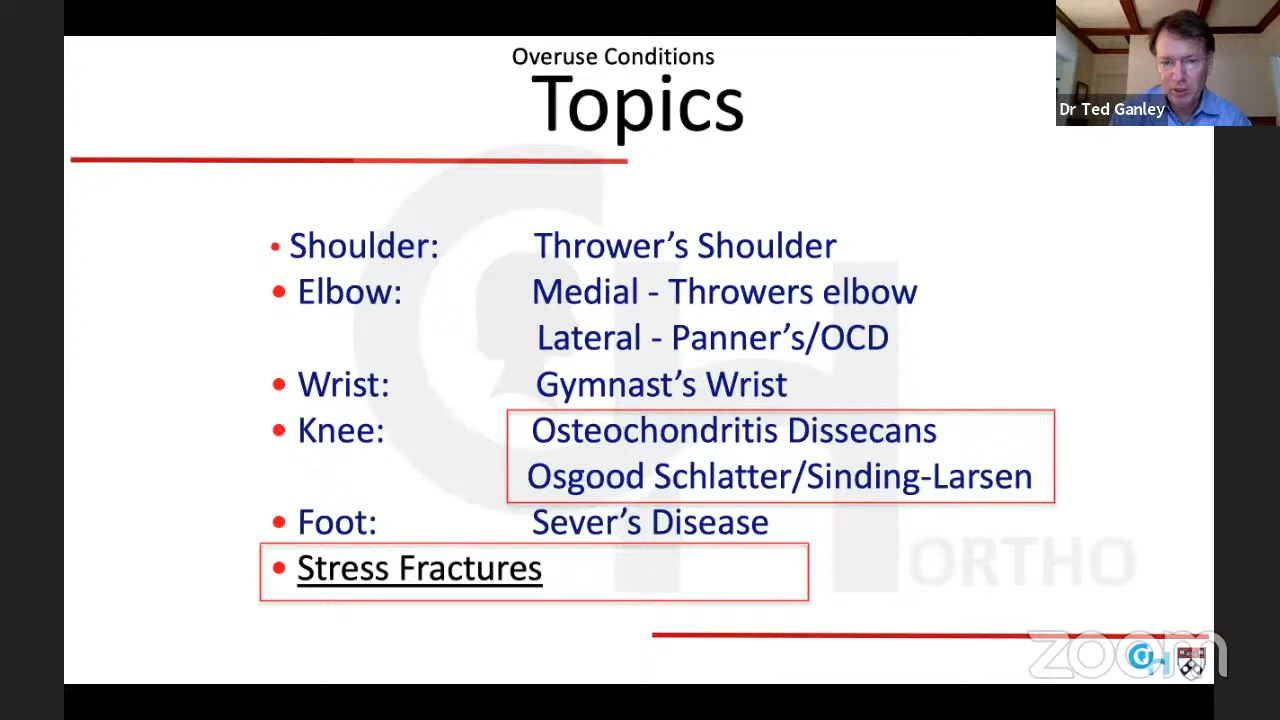 Overuse Conditions
Topics
Dr Ted Ganley
• Shoulder: Thrower’s Shoulder
• Elbow: Medial - Throwers elbow
Lateral - Panner’s/OCD
• Wrist: Gymnast’s Wrist
• Knee: Osteochondritis Dissecans
Osgood Schlatter/Sinding-Larsen
• Foot: Sever’s Disease
• Stress Fractures
ORTHO
zoom